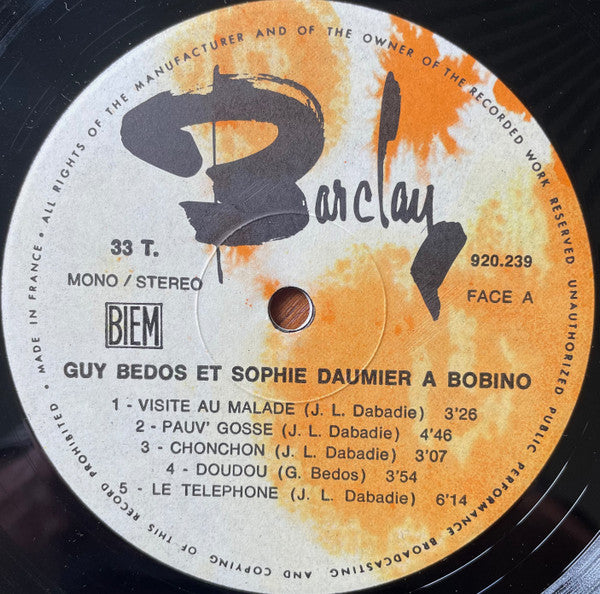 ALL RIGHTS OF THE MANUFACTURER AND OF THE OWNER OF THE RECORDED WORK RESERVED UNAUTHORIZED PUBLIC PERFORMANCE BROADCASTING AND COPYING OF THIS RECORD PROHIBITED • MADE IN FRANCE •
Barclay
33 T.
MONO / STEREO
BIEM
920.239
FACE A
GUY BEDOS ET SOPHIE DAUMIER A BOBINO
1 - VISITE AU MALADE (J. L. Dabadie) 3'26
2 - PAUV' GOSSE (J. L. Dabadie) 4'46
3 - CHONCHON (J. L. Dabadie) 3'07
4 - DOUDOU (G. Bedos) 3'54
5 - LE TELEPHONE (J. L. Dabadie) 6'14